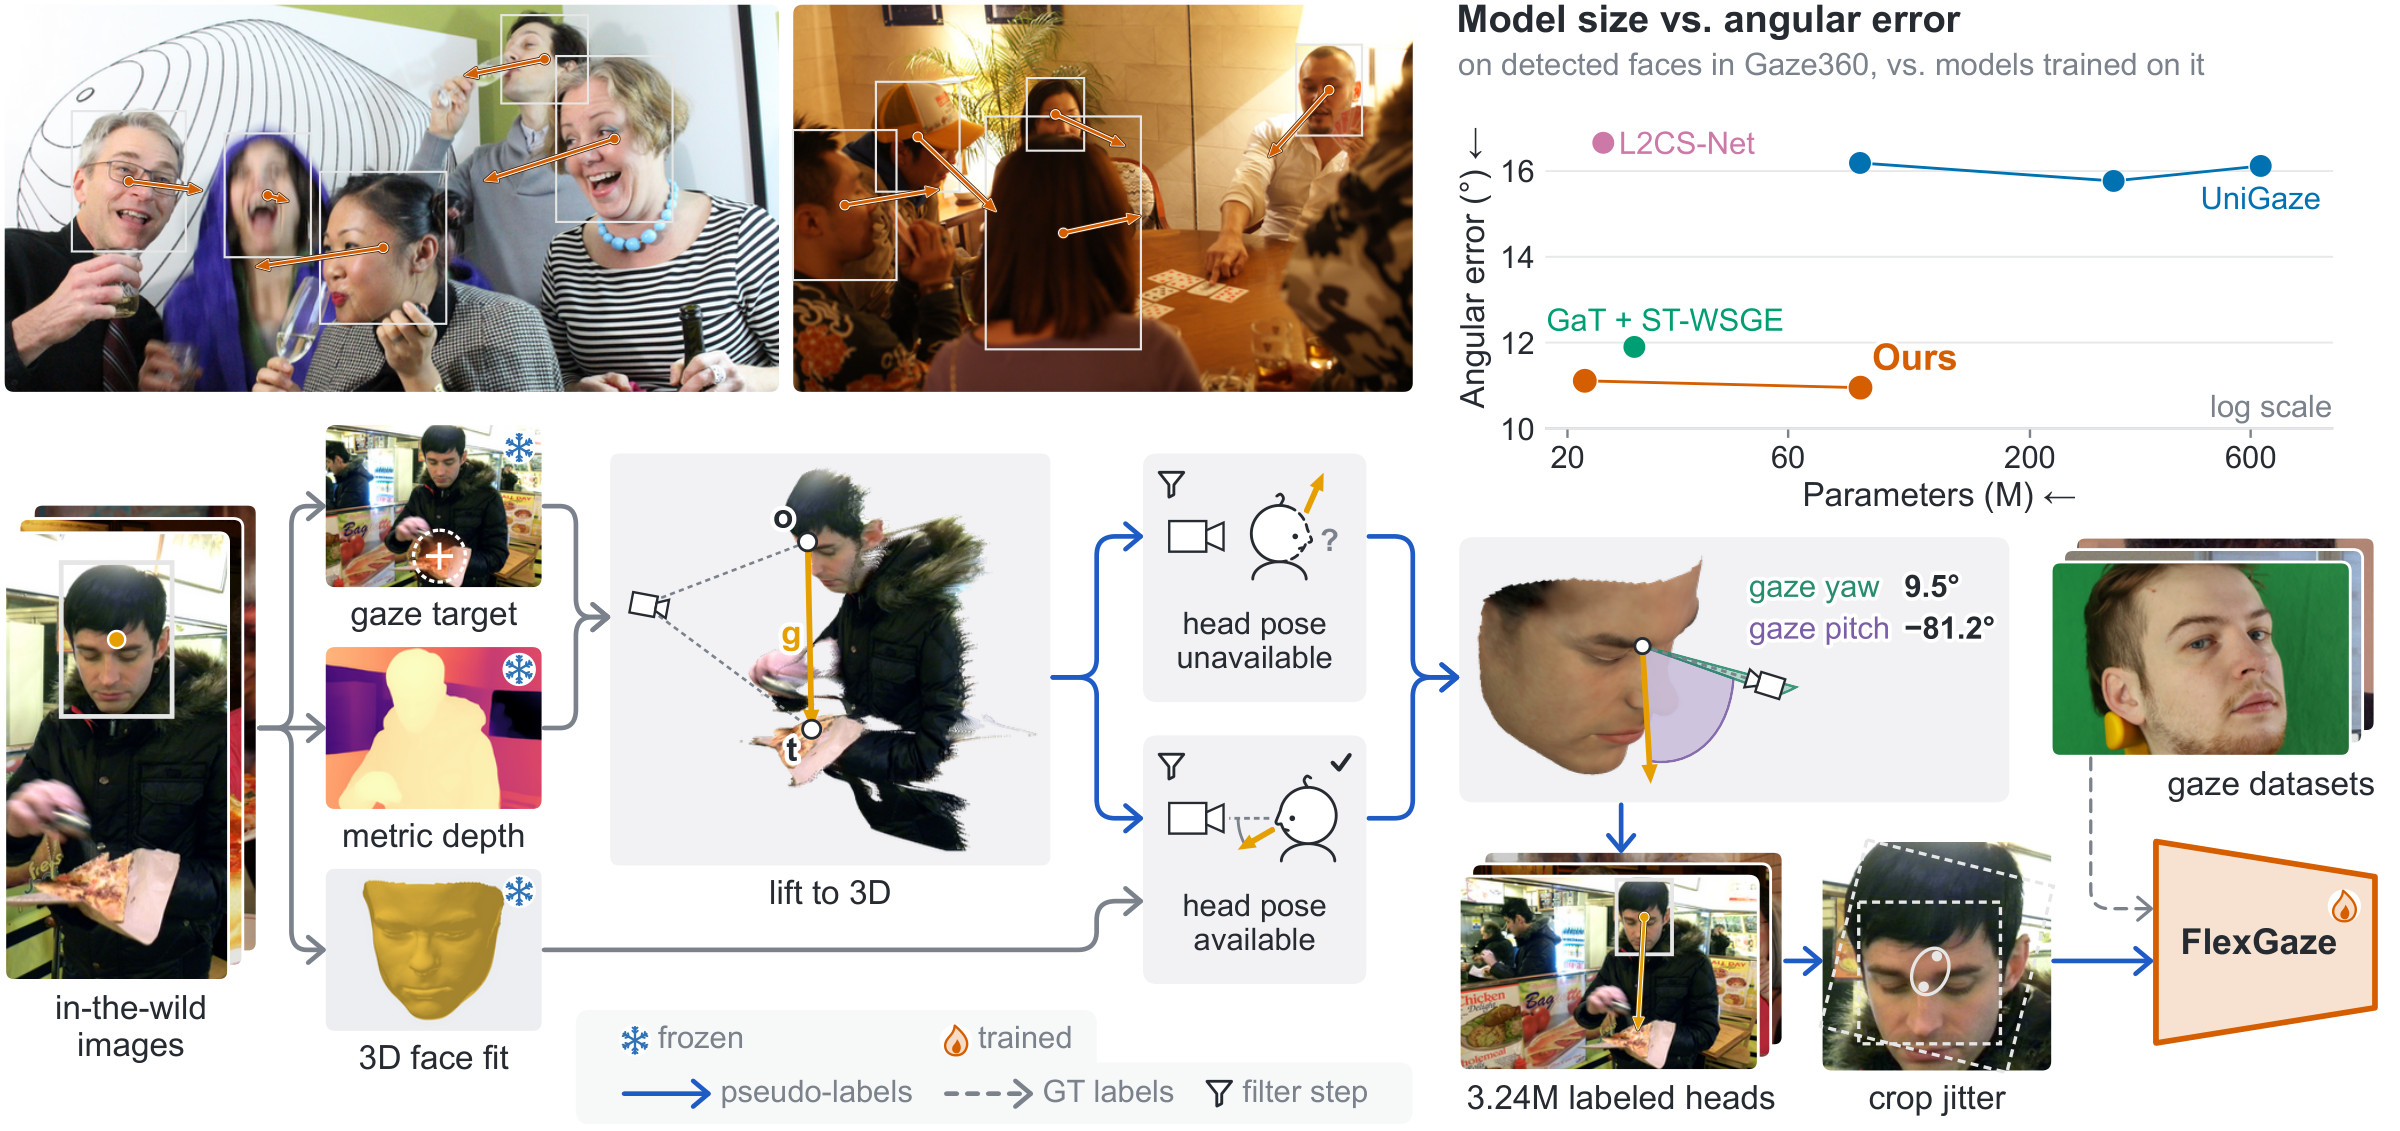 Model size vs. angular error
on detected faces in Gaze360, vs. models trained on it
Angular error (°) ←
16
14
12
10
L2CS-Net
UniGaze
GaT + ST-WSGE
Ours
log scale
20 60 200 600
Parameters (M) ←
in-the-wild
images
gaze target
metric depth
3D face fit
o
g
t
lift to 3D
?
head pose
unavailable
head pose
available
gaze yaw 9.5°
gaze pitch −81.2°
gaze datasets
Chicken
Delight
Bag
3.24M labeled heads
crop jitter
FlexGaze
frozen
trained
pseudo-labels
GT labels
filter step